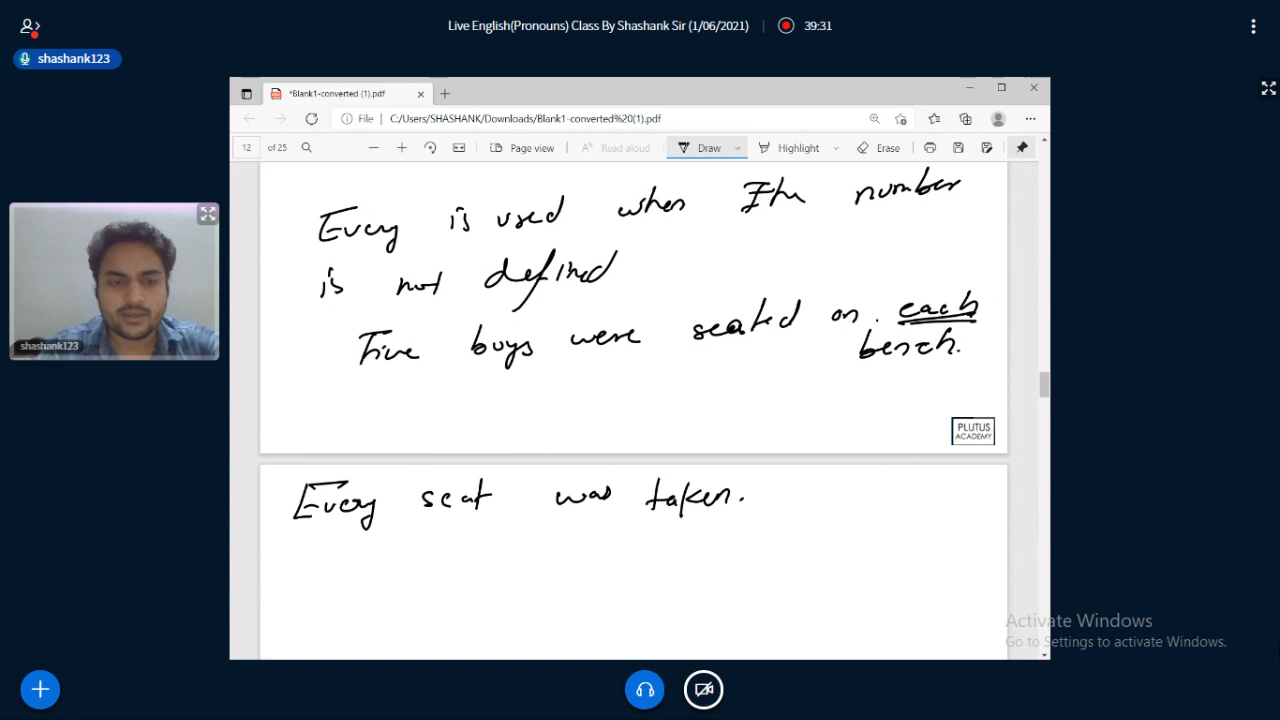 Live English(Pronouns) Class By Shashank Sir (1/06/2021)
39:31
shashank123
*Blank1-converted (1).pdf
File
C:/Users/SHASHANK/Downloads/Blank1-converted%20(1).pdf
12 of 25
Page view
Read aloud
Draw
Highlight
Erase
Every is used when the number
is not defined
Five boys were seated on each
bench.
shashank123
PLUTUS
ACADEMY
Every seat was taken.
Activate Windows
Go to Settings to activate Windows.